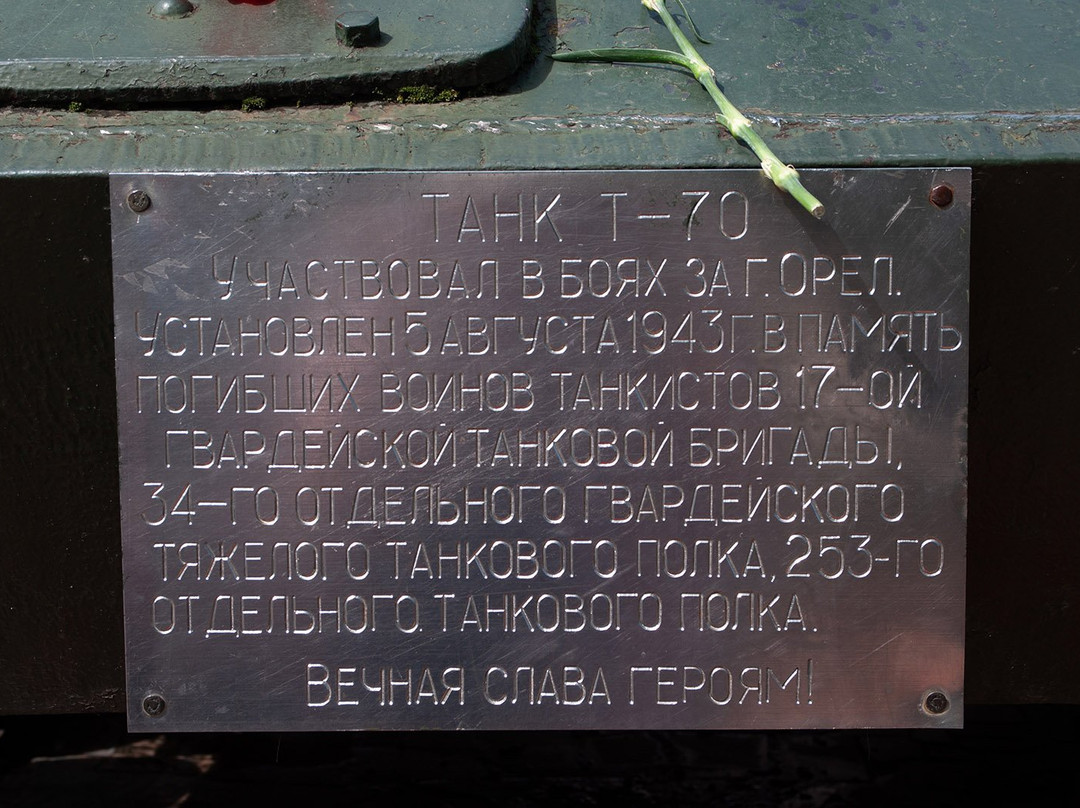 ТАНК Т-70
УЧАСТВОВАЛ В БОЯХ ЗА Г. ОРЕЛ.
УСТАНОВЛЕН 5 АВГУСТА 1943 Г. В ПАМЯТЬ
ПОГИБШИХ ВОИНОВ ТАНКИСТОВ 17-ОЙ
ГВАРДЕЙСКОЙ ТАНКОВОЙ БРИГАДЫ,
34-ГО ОТДЕЛЬНОГО ГВАРДЕЙСКОГО
ТЯЖЕЛОГО ТАНКОВОГО ПОЛКА, 253-ГО
ОТДЕЛЬНОГО ТАНКОВОГО ПОЛКА.
ВЕЧНАЯ СЛАВА ГЕРОЯМ!